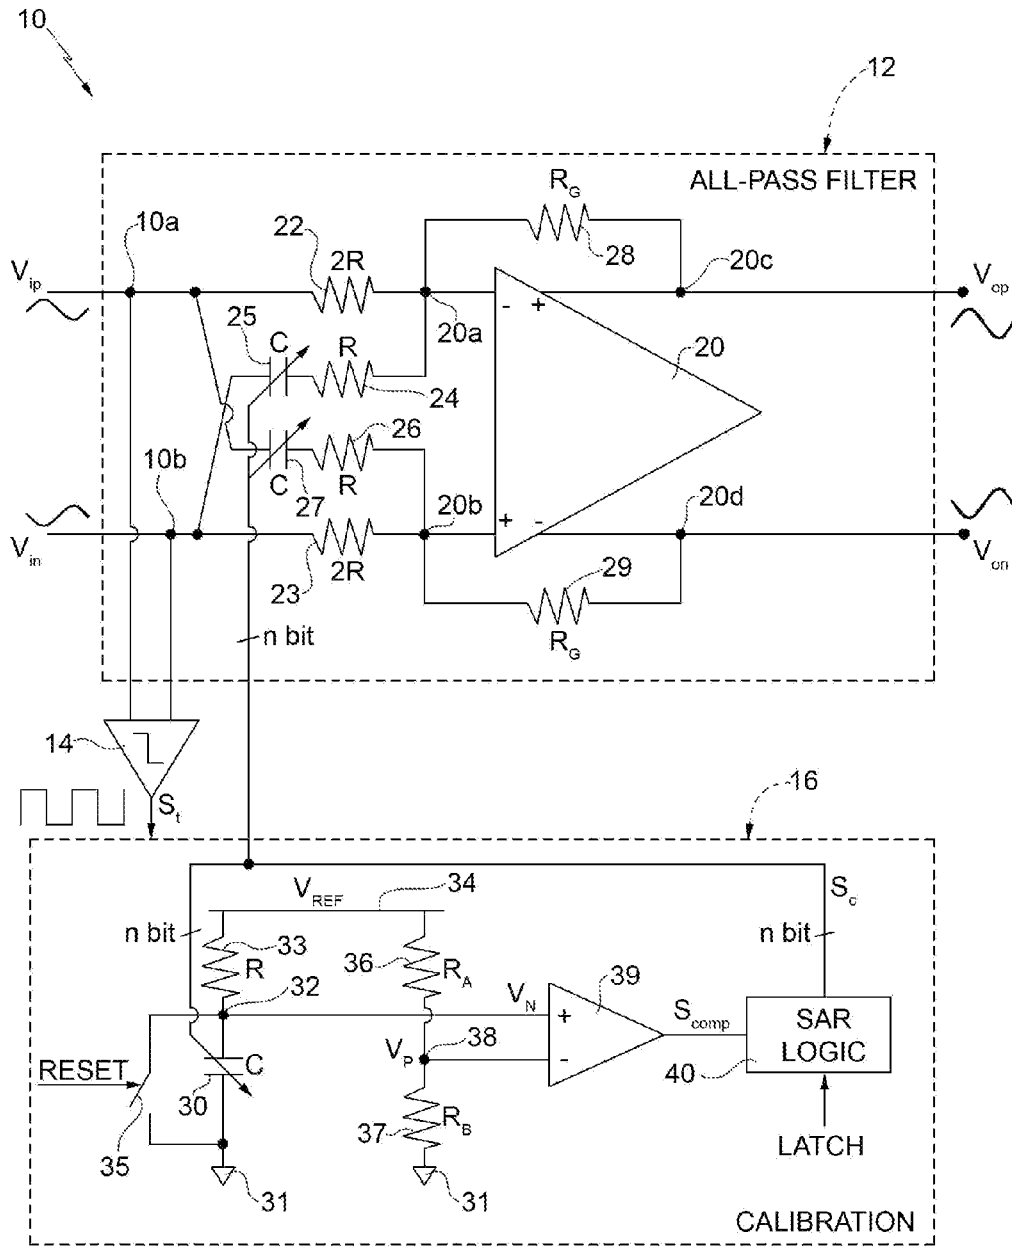 10
12
ALL-PASS FILTER
R_G
10a
22
28
20c
V_ip
2R
V_op
25
20a
- +
C
R
20
24
26
10b
C
R
27
20b
20d
+ -
V_in
V_on
23
2R
29
n bit
R_G
14
S_t
16
V_REF
34
S_c
n bit
33
36
n bit
R
R_A
39
32
V_N
+
S_comp
SAR
LOGIC
V_P
38
-
RESET
C
40
30
37
R_B
LATCH
35
31
31
CALIBRATION